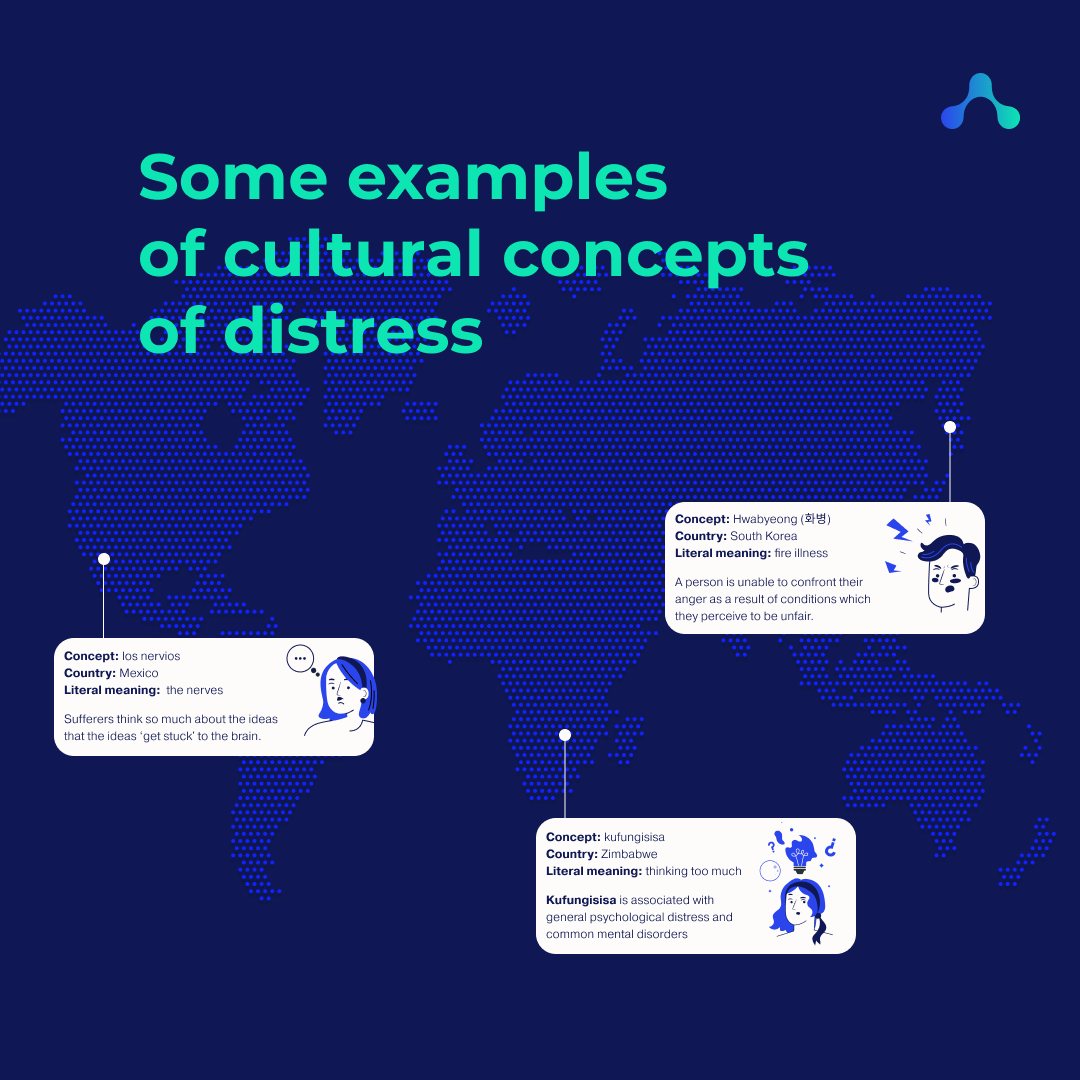 Some examples
of cultural concepts
of distress
Concept: Hwabyeong (화병)
Country: South Korea
Literal meaning: fire illness
A person is unable to confront their
anger as a result of conditions which
they perceive to be unfair.
Concept: los nervios
Country: Mexico
Literal meaning: the nerves
Sufferers think so much about the ideas
that the ideas ‘get stuck’ to the brain.
Concept: kufungisisa
Country: Zimbabwe
Literal meaning: thinking too much
Kufungisisa is associated with
general psychological distress and
common mental disorders